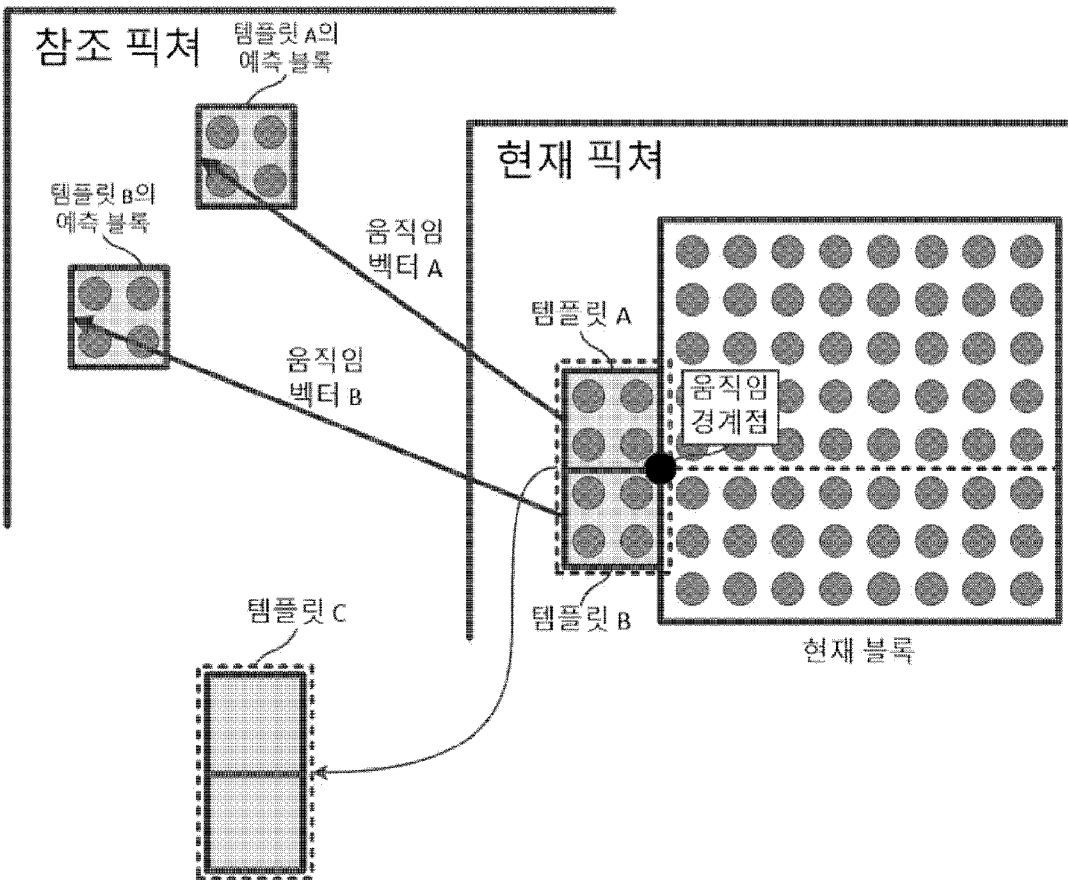 참조 픽쳐
템플릿 A의
예측 블록
현재 픽쳐
템플릿 B의
예측 블록
움직임
벡터 A
템플릿 A
움직임
벡터 B
움직임
경계점
템플릿 C
템플릿 B
현재 블록